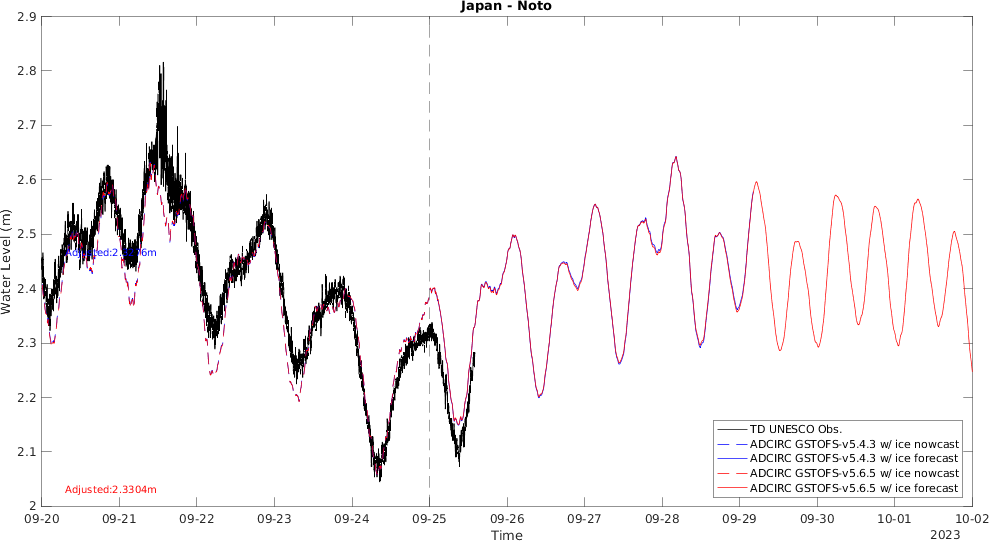 Japan - Noto
Water Level (m)
2.9
2.8
2.7
2.6
2.5
2.4
2.3
2.2
2.1
2
Adjusted:2.3304m
TD UNESCO Obs.
ADCIRC GSTOFS-v5.4.3 w/ ice nowcast
ADCIRC GSTOFS-v5.4.3 w/ ice forecast
ADCIRC GSTOFS-v5.6.5 w/ ice nowcast
ADCIRC GSTOFS-v5.6.5 w/ ice forecast
09-20 09-21 09-22 09-23 09-24 09-25 09-26 09-27 09-28 09-29 09-30 10-01 10-02
2023
Time